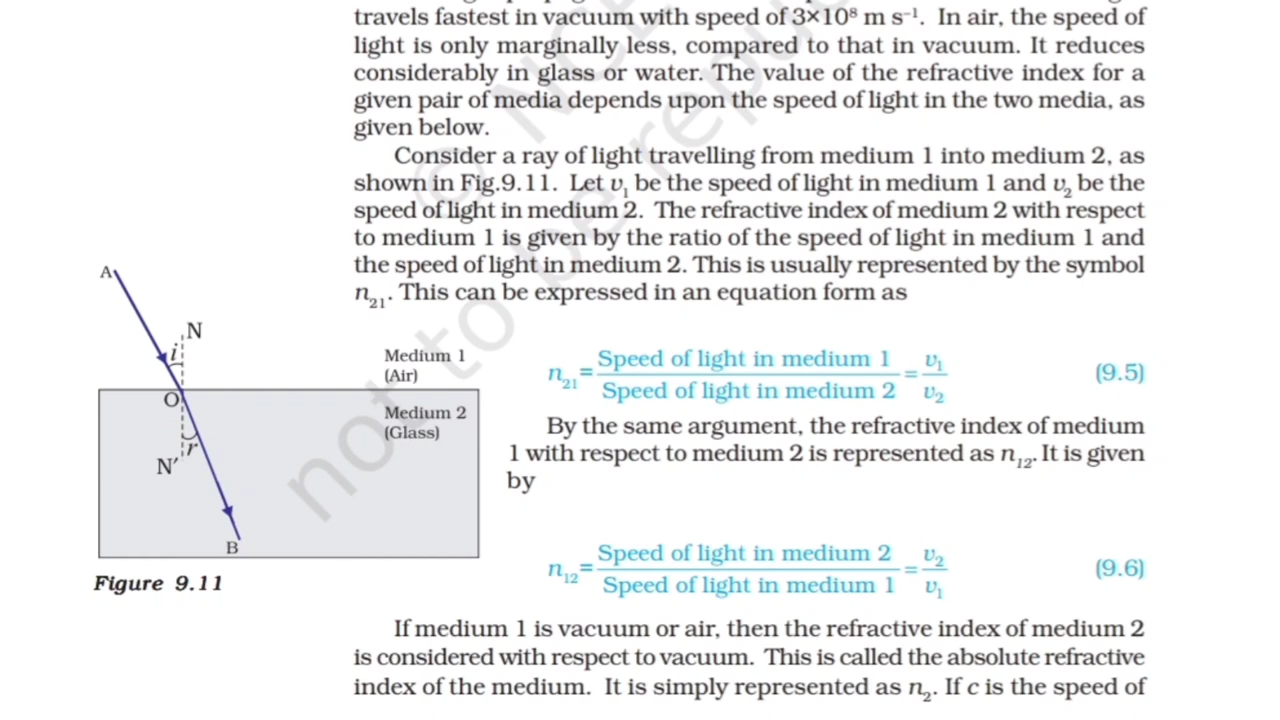 travels fastest in vacuum with speed of 3×10⁸ m s⁻¹. In air, the speed of
light is only marginally less, compared to that in vacuum. It reduces
considerably in glass or water. The value of the refractive index for a
given pair of media depends upon the speed of light in the two media, as
given below.
Consider a ray of light travelling from medium 1 into medium 2, as
shown in Fig.9.11. Let v₁ be the speed of light in medium 1 and v₂ be the
speed of light in medium 2. The refractive index of medium 2 with respect
to medium 1 is given by the ratio of the speed of light in medium 1 and
the speed of light in medium 2. This is usually represented by the symbol
n₂₁. This can be expressed in an equation form as
A
N
i
Medium 1
(Air)
O
Medium 2
(Glass)
r
N′
B
Figure 9.11
n₂₁= Speed of light in medium 1 / Speed of light in medium 2 = v₁ / v₂ (9.5)
By the same argument, the refractive index of medium
1 with respect to medium 2 is represented as n₁₂. It is given
by
n₁₂= Speed of light in medium 2 / Speed of light in medium 1 = v₂ / v₁ (9.6)
If medium 1 is vacuum or air, then the refractive index of medium 2
is considered with respect to vacuum. This is called the absolute refractive
index of the medium. It is simply represented as n₂. If c is the speed of
not to be repu
© NCE